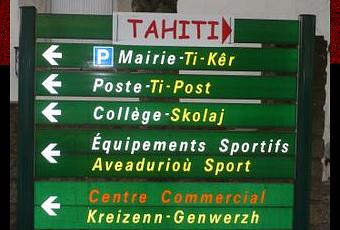 TAHITI
P Mairie-Ti-Kêr
Poste-Ti-Post
Collège-Skolaj
Équipements Sportifs
Aveadurioù Sport
Centre Commercial
Kreizenn-Genwerzh